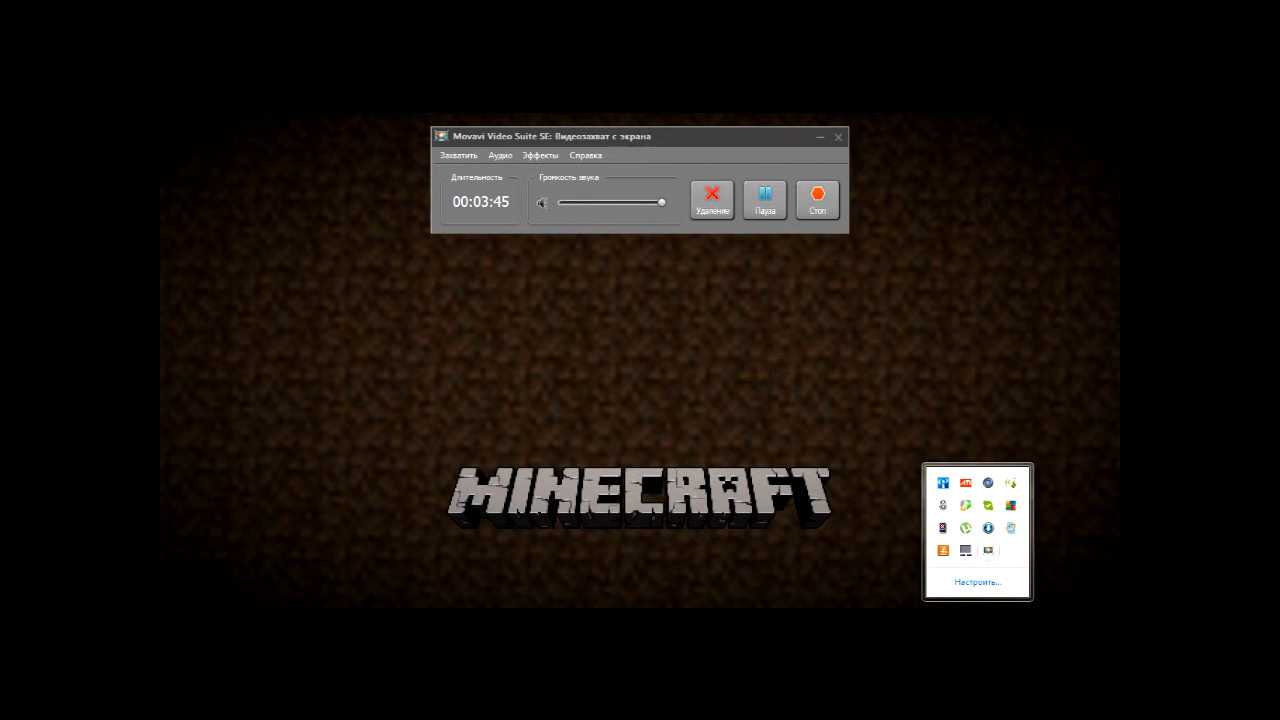 Movavi Video Suite SE: Видеозахват с экрана
Захватить Аудио Эффекты Справка
Длительность Громкость звука
00:03:45
Удаление Пауза Стоп
MINECRAFT
ATI
Настроить...